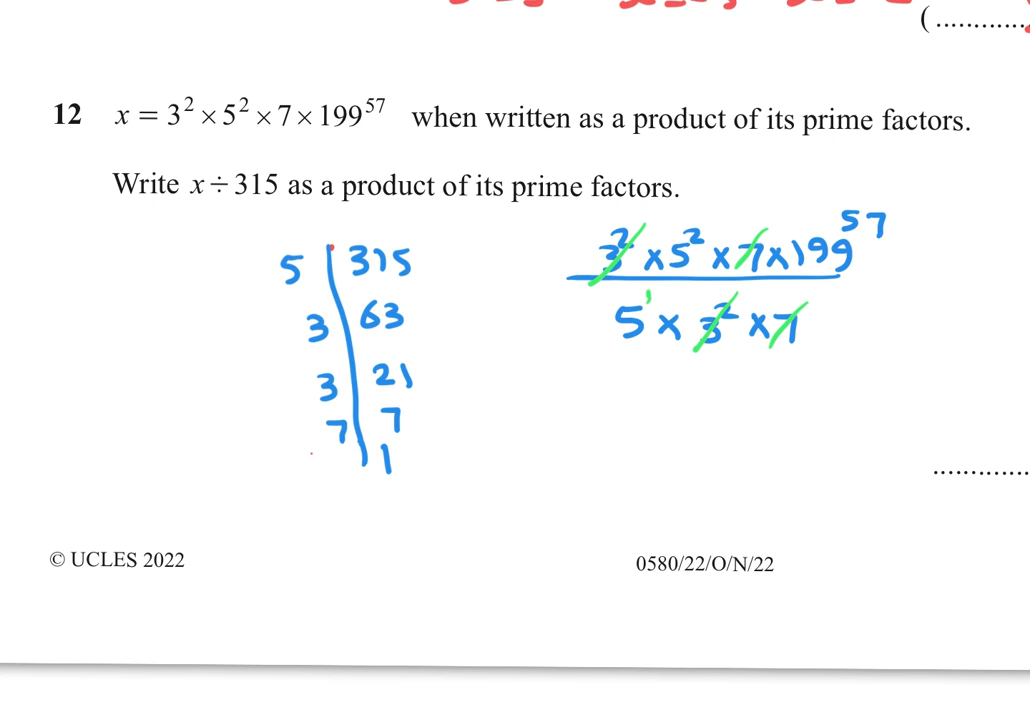 (.............
12 x = 3² × 5² × 7 × 199⁵⁷ when written as a product of its prime factors.
Write x ÷ 315 as a product of its prime factors.
5 | 315
3 | 63
3 | 21
7 | 7
1
3² × 5² × 7 × 199⁵⁷
5¹ × 3² × 7
.............
© UCLES 2022
0580/22/O/N/22